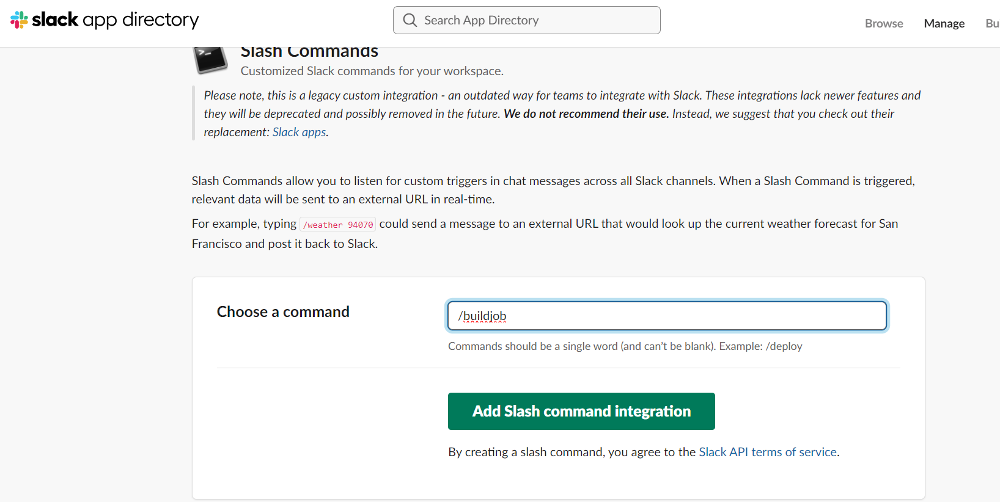 slack app directory
Search App Directory
Browse
Manage
Bu
>_
Slash Commands
Customized Slack commands for your workspace.
Please note, this is a legacy custom integration - an outdated way for teams to integrate with Slack. These integrations lack newer features and
they will be deprecated and possibly removed in the future. We do not recommend their use. Instead, we suggest that you check out their
replacement: Slack apps.
Slash Commands allow you to listen for custom triggers in chat messages across all Slack channels. When a Slash Command is triggered,
relevant data will be sent to an external URL in real-time.
For example, typing /weather 94070 could send a message to an external URL that would look up the current weather forecast for San
Francisco and post it back to Slack.
Choose a command
/buildjob
Commands should be a single word (and can’t be blank). Example: /deploy
Add Slash command integration
By creating a slash command, you agree to the Slack API terms of service.